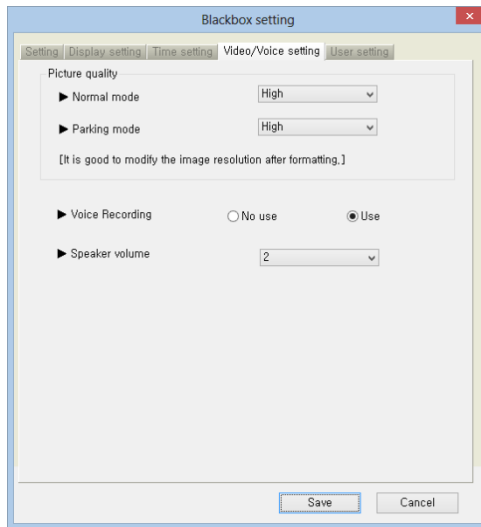 Blackbox setting
Setting Display setting Time setting Video/Voice setting User setting
Picture quality
▶ Normal mode High
▶ Parking mode High
[It is good to modify the image resolution after formatting.]
▶ Voice Recording No use Use
▶ Speaker volume 2
Save Cancel